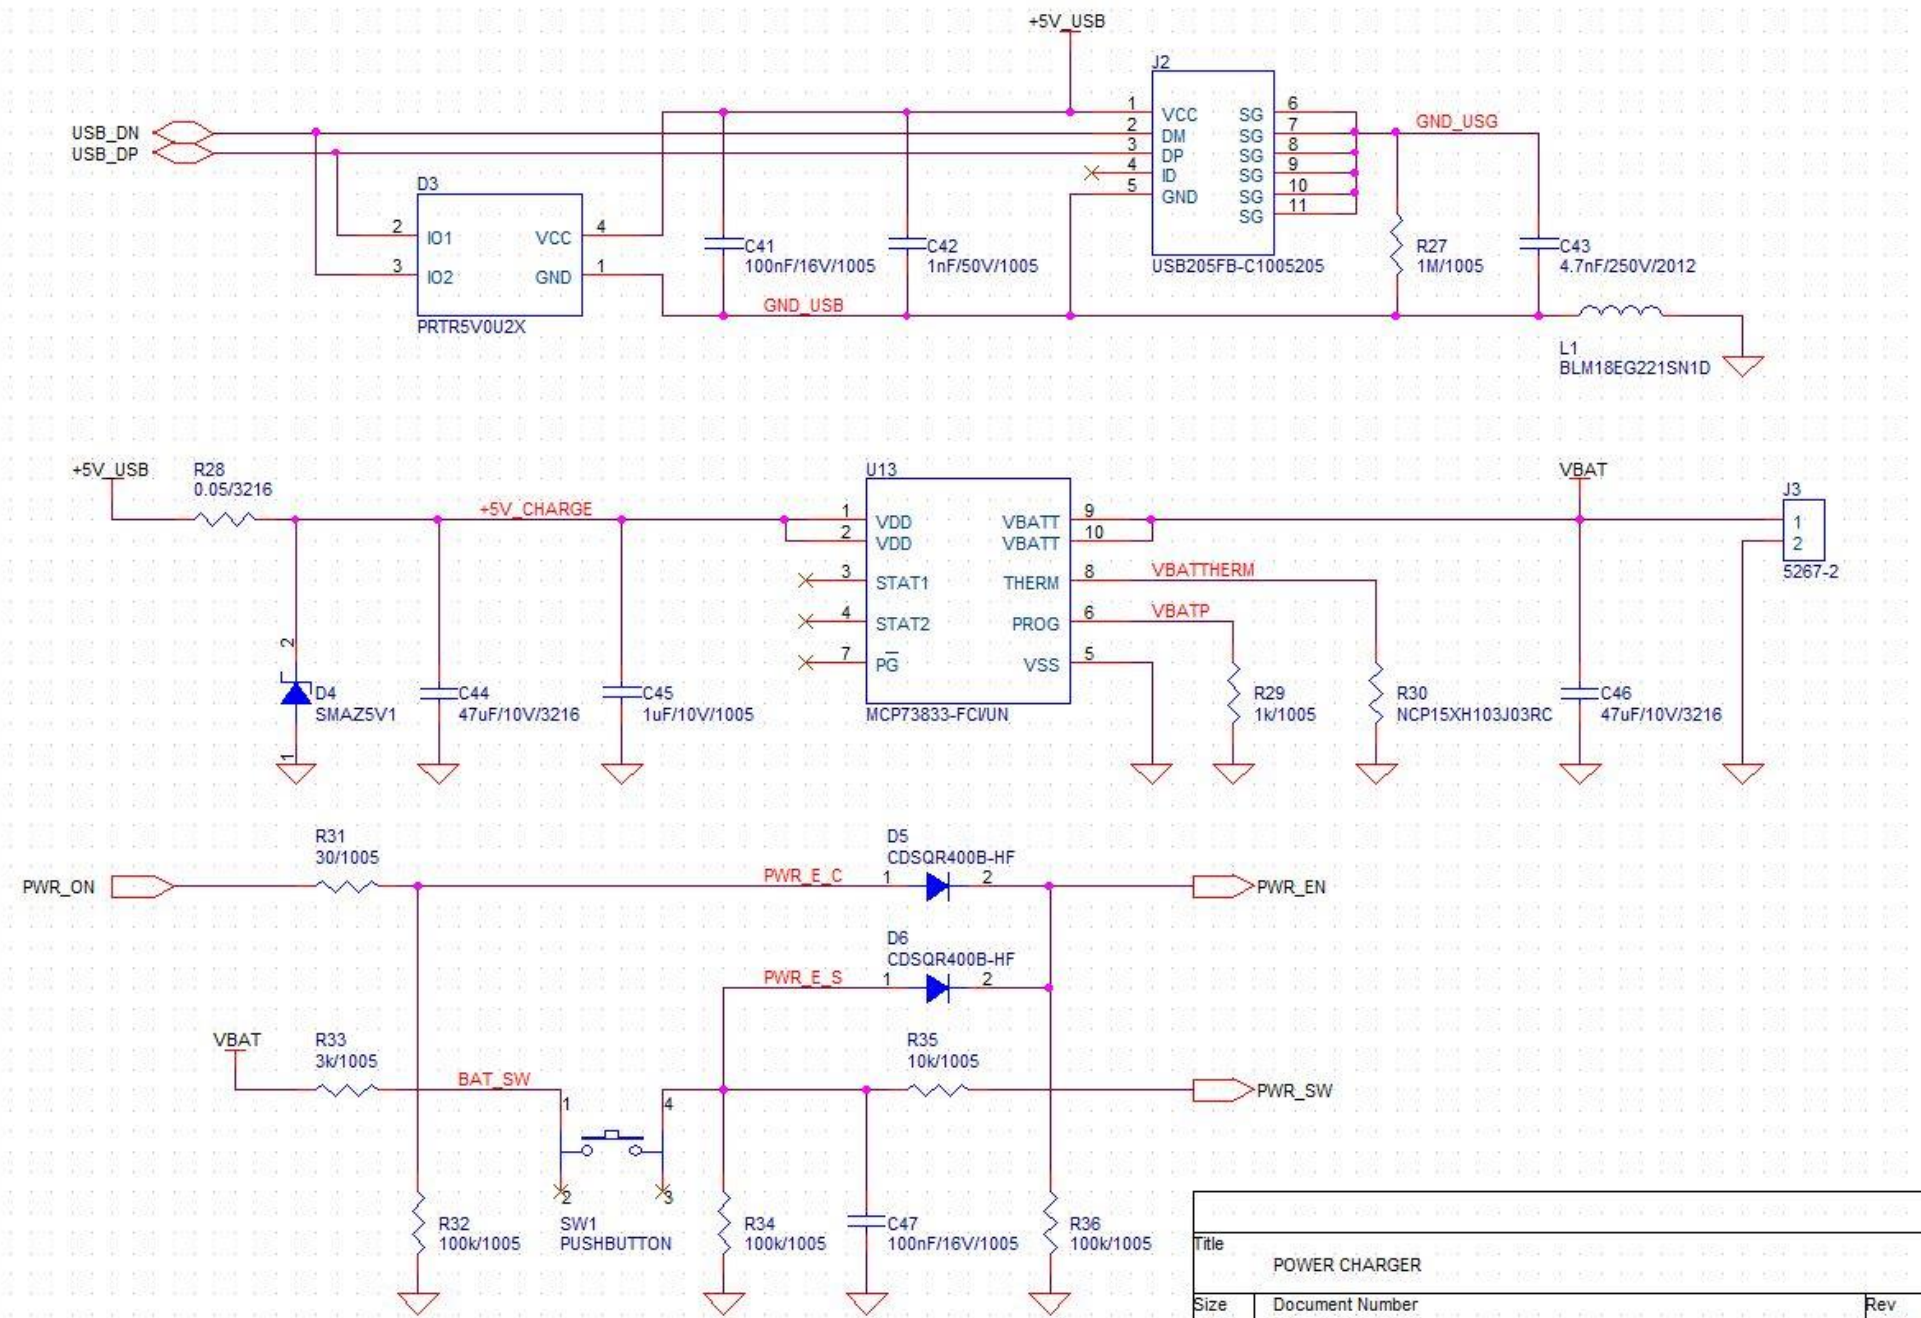 +5V_USB
J2
USB_DN
USB_DP
1
2
3
4
5
VCC
DM
DP
ID
GND
SG
SG
SG
SG
SG
SG
6
7
8
9
10
11
GND_USG
USB205FB-C1005205
D3
2
3
IO1
IO2
VCC
GND
4
1
PRTR5V0U2X
C41
100nF/16V/1005
C42
1nF/50V/1005
GND_USB
R27
1M/1005
C43
4.7nF/250V/2012
L1
BLM18EG221SN1D
+5V_USB
R28
0.05/3216
+5V_CHARGE
U13
1
2
3
4
7
VDD
VDD
STAT1
STAT2
PG
VBATT
VBATT
THERM
PROG
VSS
9
10
8
6
5
MCP73833-FCI/UN
VBATTHERM
VBATP
VBAT
J3
1
2
5267-2
2
1
D4
SMAZ5V1
C44
47uF/10V/3216
C45
1uF/10V/1005
R29
1k/1005
R30
NCP15XH103J03RC
C46
47uF/10V/3216
R31
30/1005
PWR_ON
PWR_E_C
D5
CDSQR400B-HF
1
2
PWR_EN
D6
CDSQR400B-HF
PWR_E_S
1
2
VBAT
R33
3k/1005
BAT_SW
1
4
2
3
SW1
PUSHBUTTON
R35
10k/1005
PWR_SW
R32
100k/1005
R34
100k/1005
C47
100nF/16V/1005
R36
100k/1005
Title
POWER CHARGER
Size
Document Number
Rev